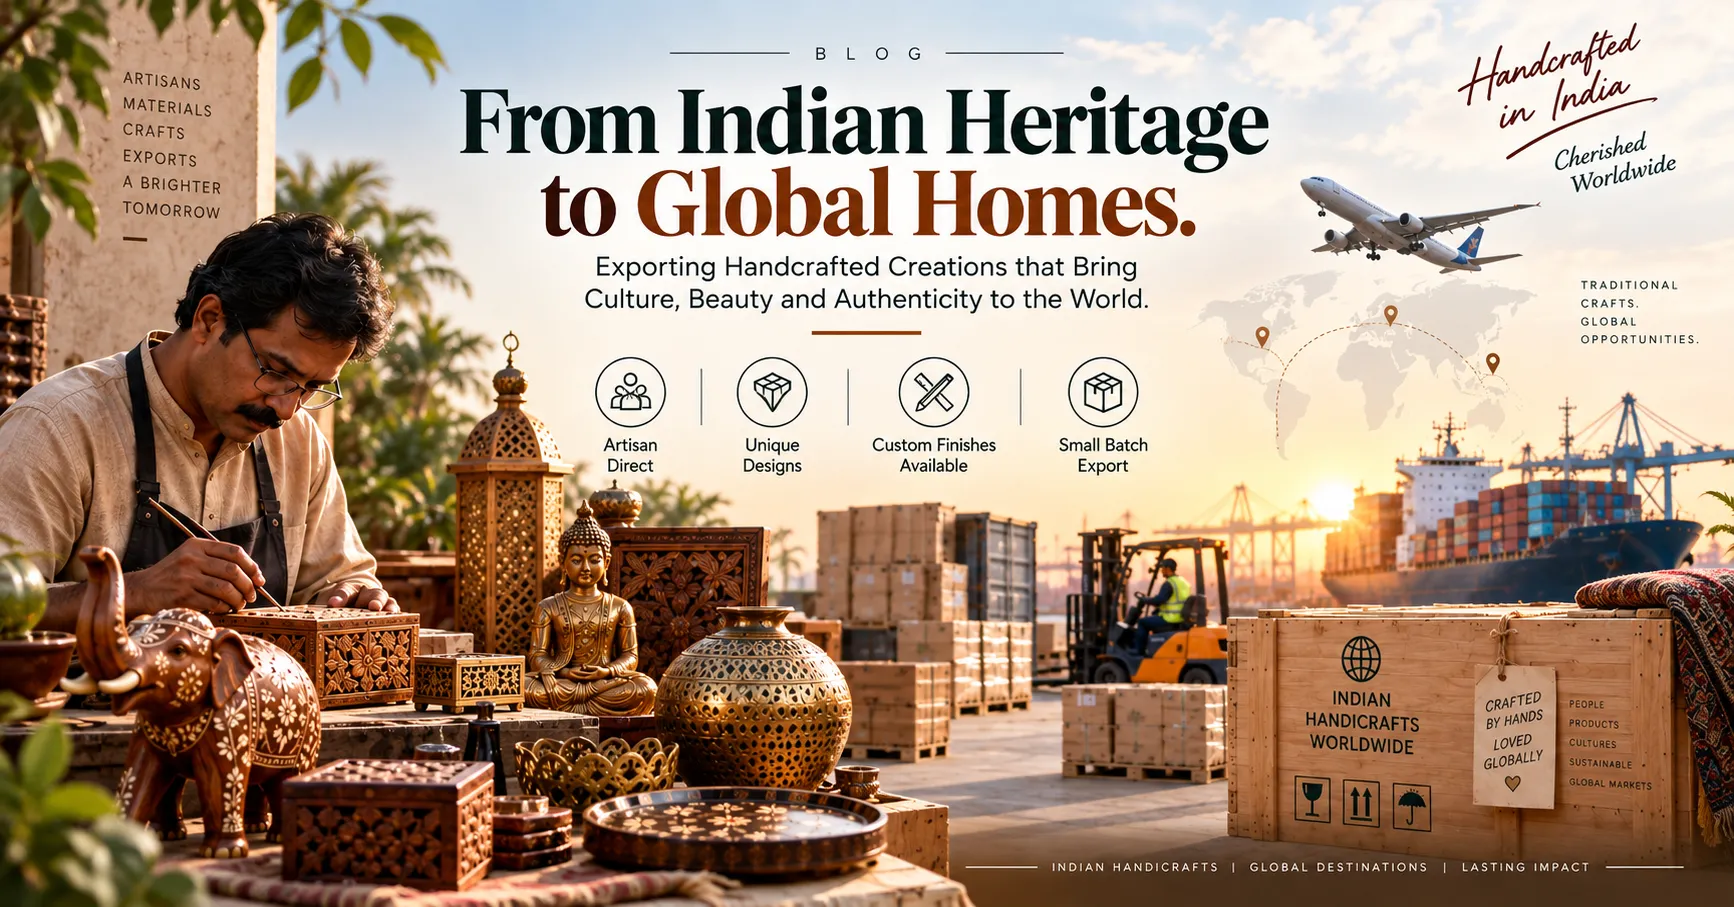 BLOG
From Indian Heritage
to Global Homes.
Exporting Handcrafted Creations that Bring
Culture, Beauty and Authenticity to the World.
Artisan
Direct
Unique
Designs
Custom Finishes
Available
Small Batch
Export
ARTISANS
MATERIALS
CRAFTS
EXPORTS
A BRIGHTER
TOMORROW
Handcrafted
in India
Cherished
Worldwide
TRADITIONAL
CRAFTS.
GLOBAL
OPPORTUNITIES.
INDIAN
HANDICRAFTS
WORLDWIDE
CRAFTED
BY HANDS
LOVED
GLOBALLY
PEOPLE
PRODUCTS
CULTURES
SUSTAINABLE
GLOBAL MARKETS
INDIAN HANDICRAFTS | GLOBAL DESTINATIONS | LASTING IMPACT